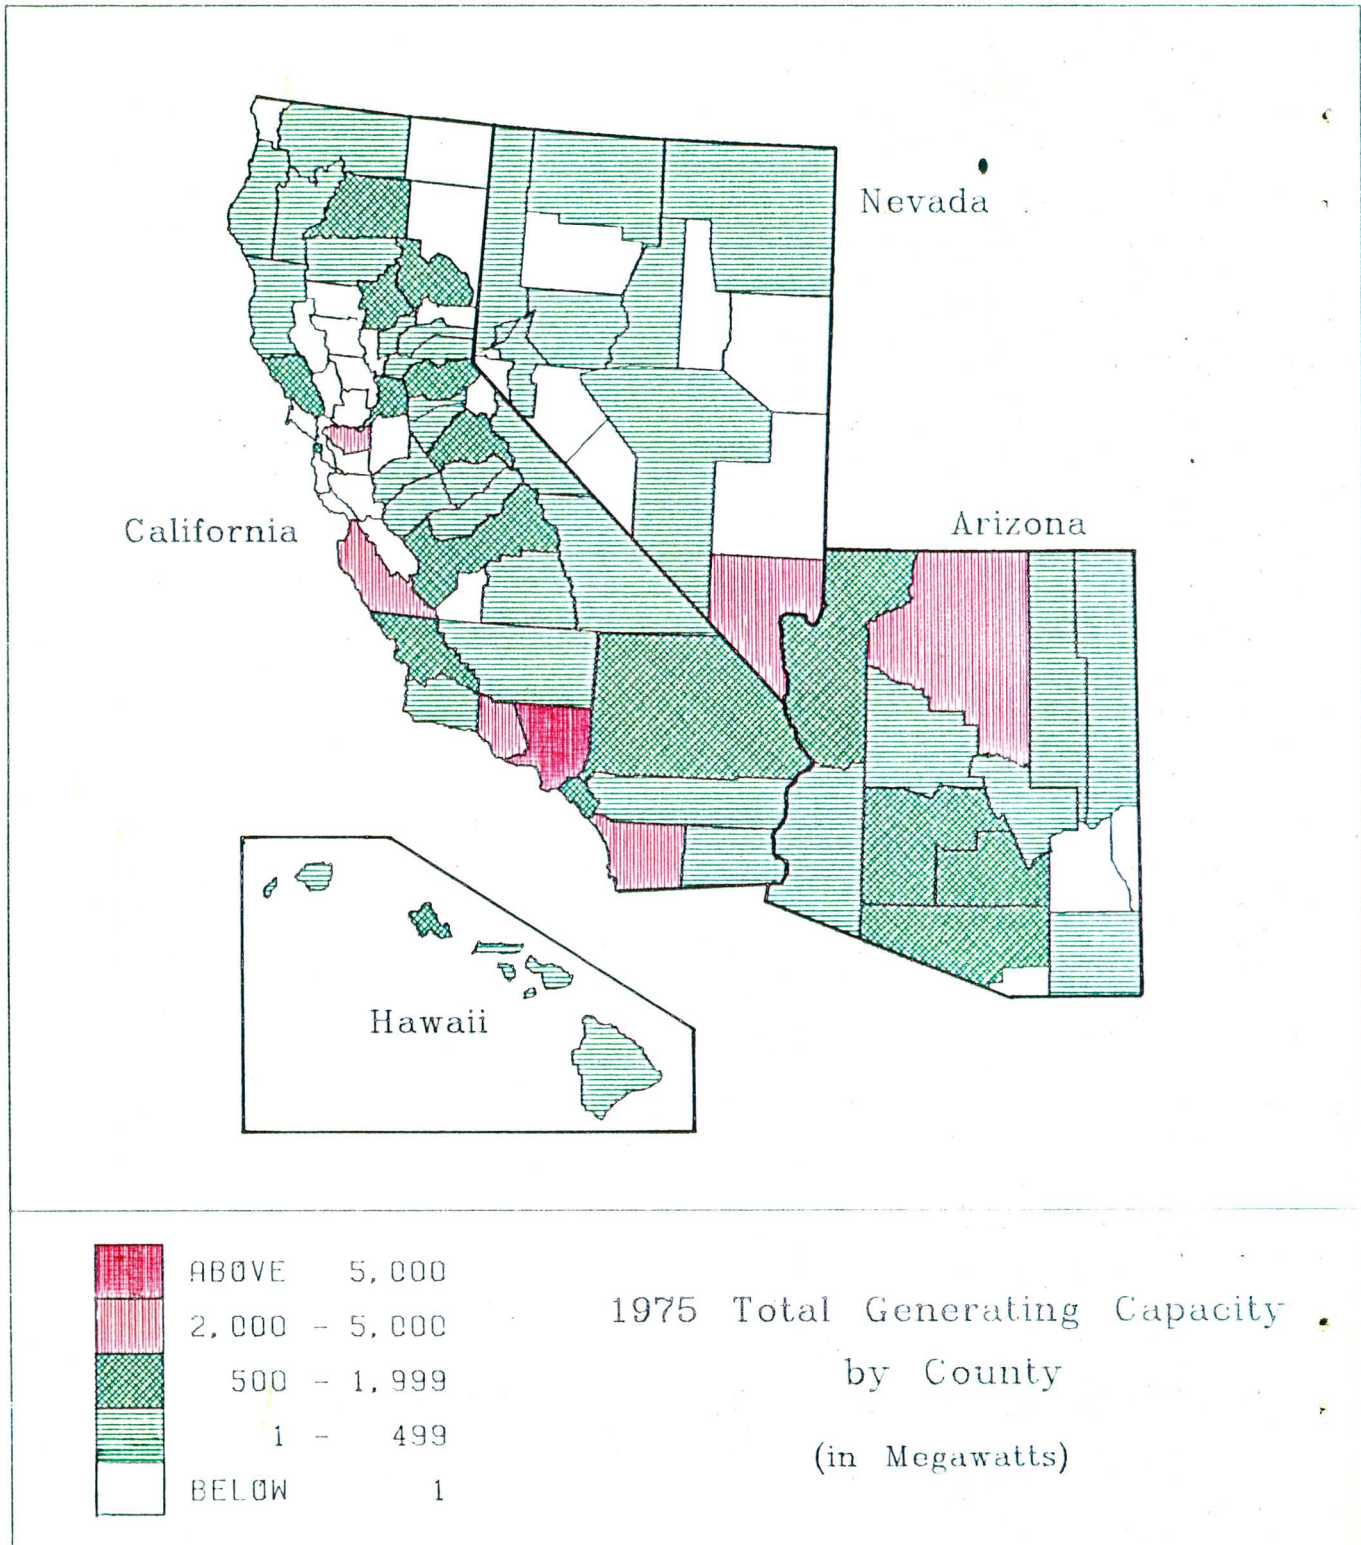 Nevada
California
Arizona
Hawaii
ABOVE 5,000
2,000 - 5,000
500 - 1,999
1 - 499
BELOW 1
1975 Total Generating Capacity
by County
(in Megawatts)